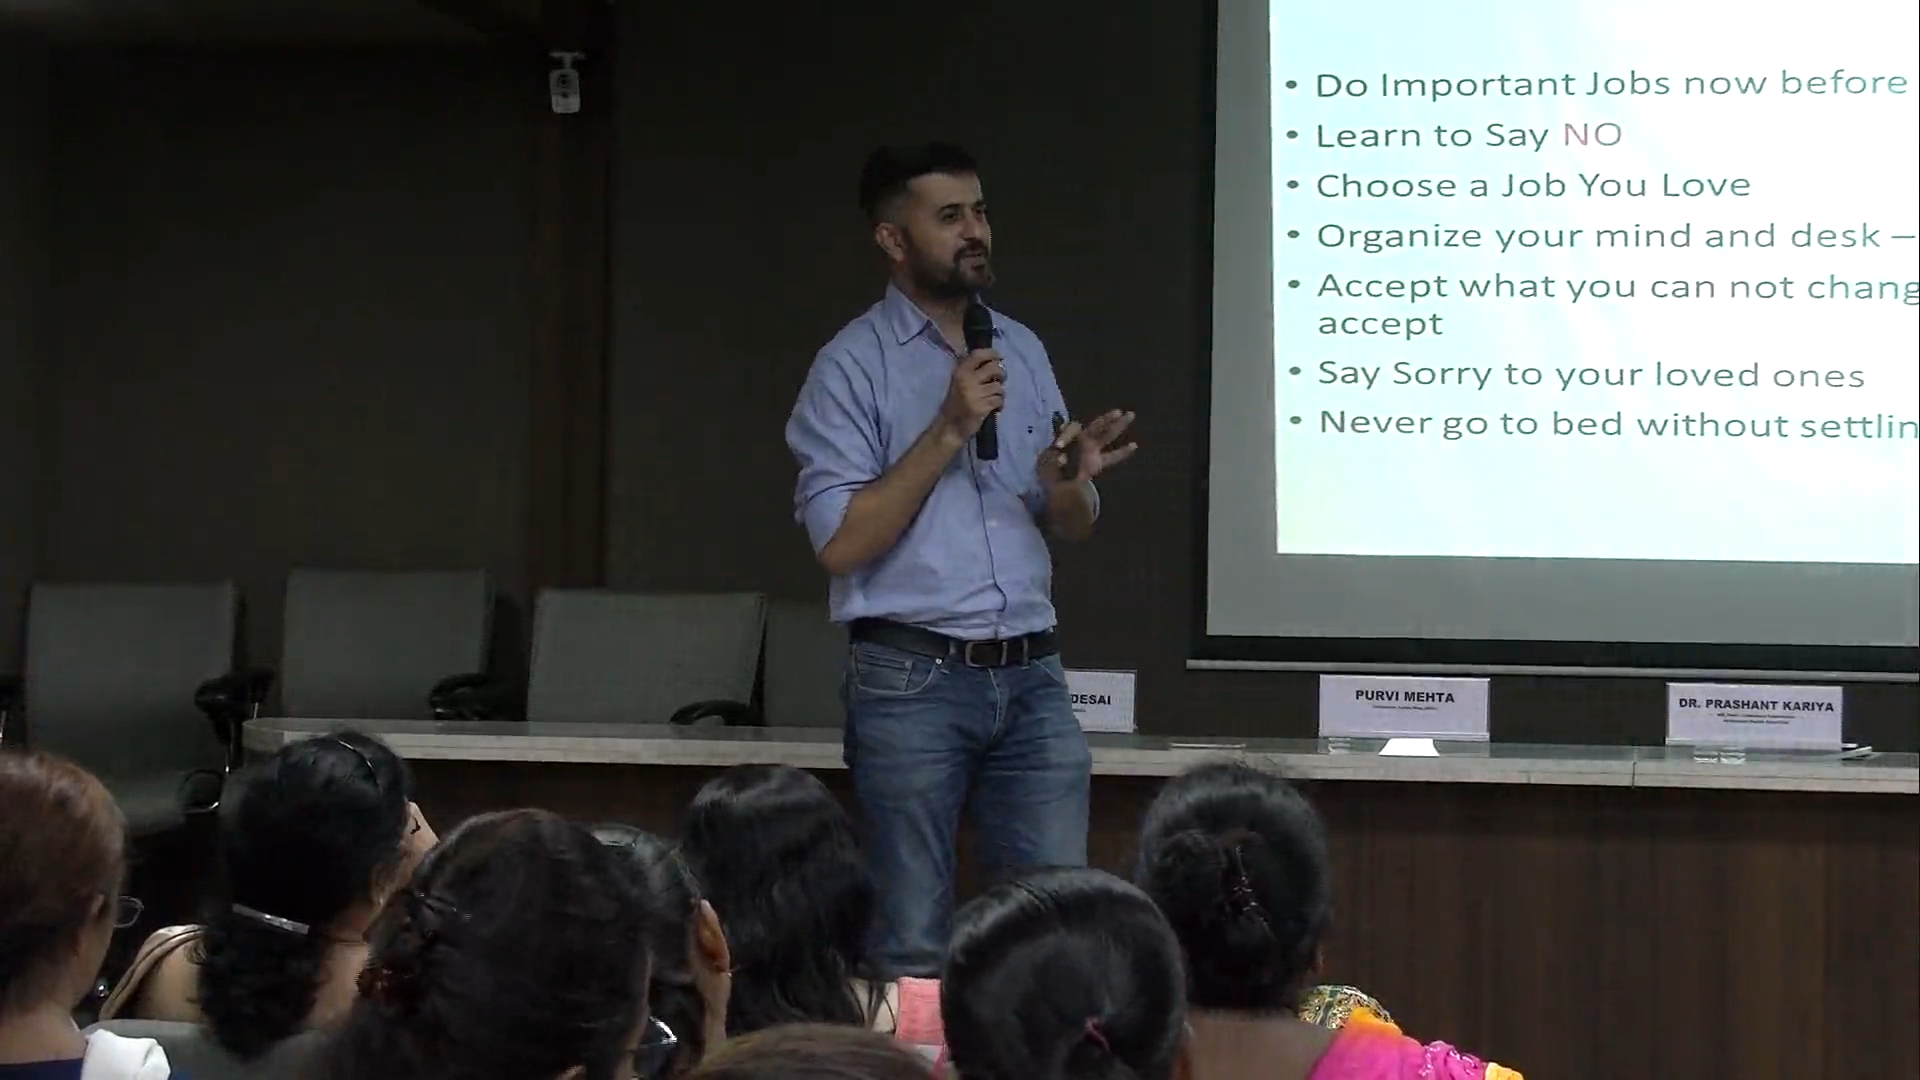 • Do Important Jobs now before
• Learn to Say NO
• Choose a Job You Love
• Organize your mind and desk –
• Accept what you can not chang
accept
• Say Sorry to your loved ones
• Never go to bed without settlin
DESAI
PURVI MEHTA
DR. PRASHANT KARIYA